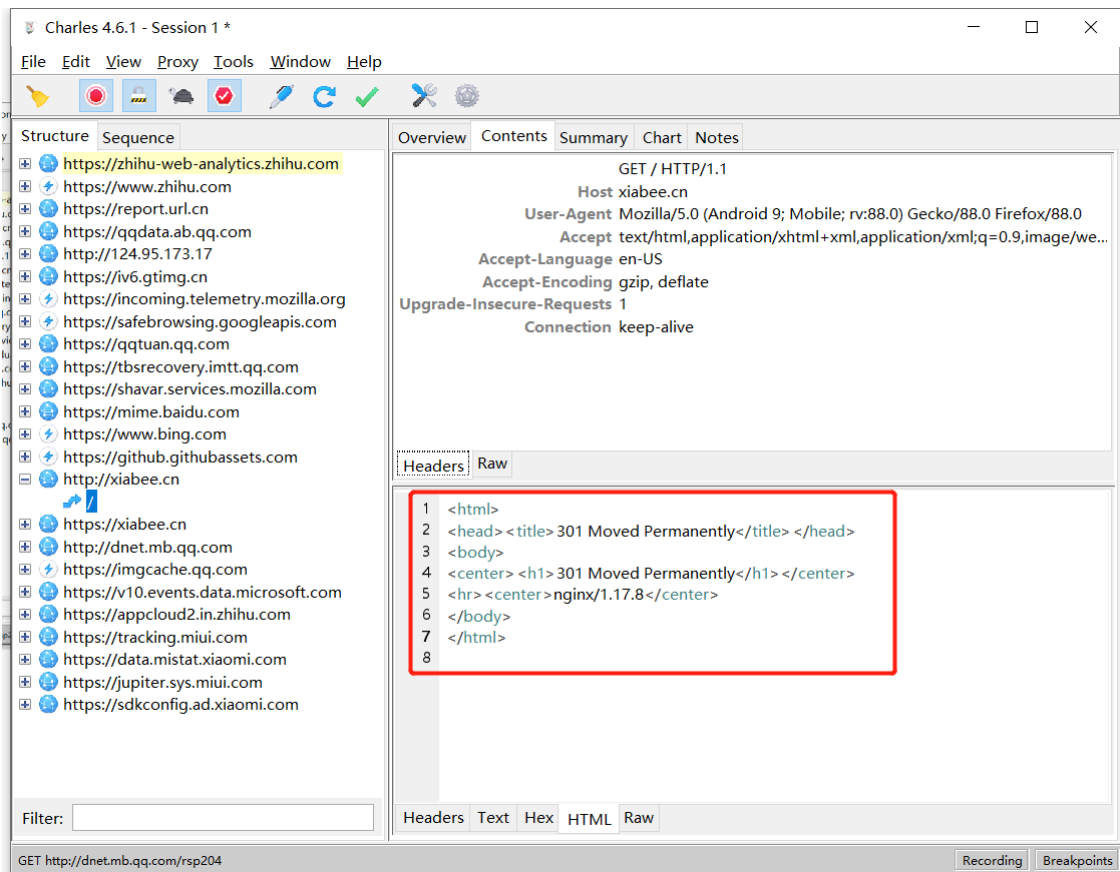 Charles 4.6.1 - Session 1 *
File Edit View Proxy Tools Window Help
Structure Sequence
https://zhihu-web-analytics.zhihu.com
https://www.zhihu.com
https://report.url.cn
https://qqdata.ab.qq.com
http://124.95.173.17
https://iv6.gtimg.cn
https://incoming.telemetry.mozilla.org
https://safebrowsing.googleapis.com
https://qqtuan.qq.com
https://tbsrecovery.imtt.qq.com
https://shavar.services.mozilla.com
https://mime.baidu.com
https://www.bing.com
https://github.githubassets.com
http://xiabee.cn
/
https://xiabee.cn
http://dnet.mb.qq.com
https://imgcache.qq.com
https://v10.events.data.microsoft.com
https://appcloud2.in.zhihu.com
https://tracking.miui.com
https://data.mistat.xiaomi.com
https://jupiter.sys.miui.com
https://sdkconfig.ad.xiaomi.com
Filter:
Overview Contents Summary Chart Notes
GET / HTTP/1.1
Host xiabee.cn
User-Agent Mozilla/5.0 (Android 9; Mobile; rv:88.0) Gecko/88.0 Firefox/88.0
Accept text/html,application/xhtml+xml,application/xml;q=0.9,image/we...
Accept-Language en-US
Accept-Encoding gzip, deflate
Upgrade-Insecure-Requests 1
Connection keep-alive
Headers Raw
1 <html>
2 <head><title>301 Moved Permanently</title></head>
3 <body>
4 <center><h1>301 Moved Permanently</h1></center>
5 <hr><center>nginx/1.17.8</center>
6 </body>
7 </html>
8
Headers Text Hex HTML Raw
GET http://dnet.mb.qq.com/rsp204
Recording Breakpoints